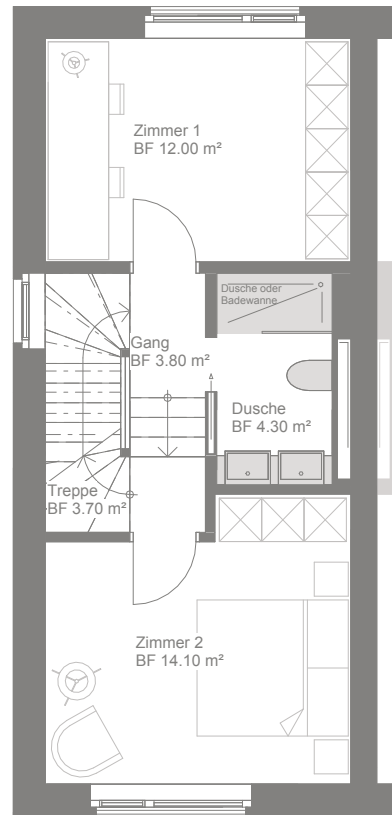 Zimmer 1
BF 12.00 m²
Dusche oder
Badewanne
Gang
BF 3.80 m²
Dusche
BF 4.30 m²
Treppe
BF 3.70 m²
Zimmer 2
BF 14.10 m²